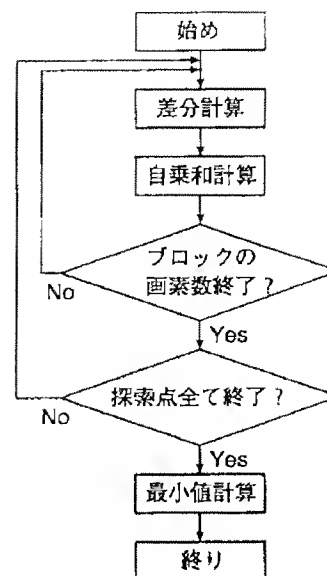 始め
差分計算
自乗和計算
ブロックの
画素数終了？
No
Yes
探索点全て終了？
No
Yes
最小値計算
終り